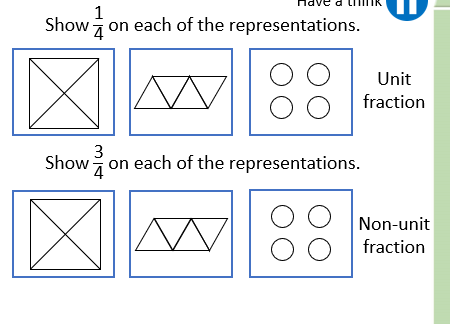 Have a think
Show 1/4 on each of the representations.
Unit
fraction
Show 3/4 on each of the representations.
Non-unit
fraction